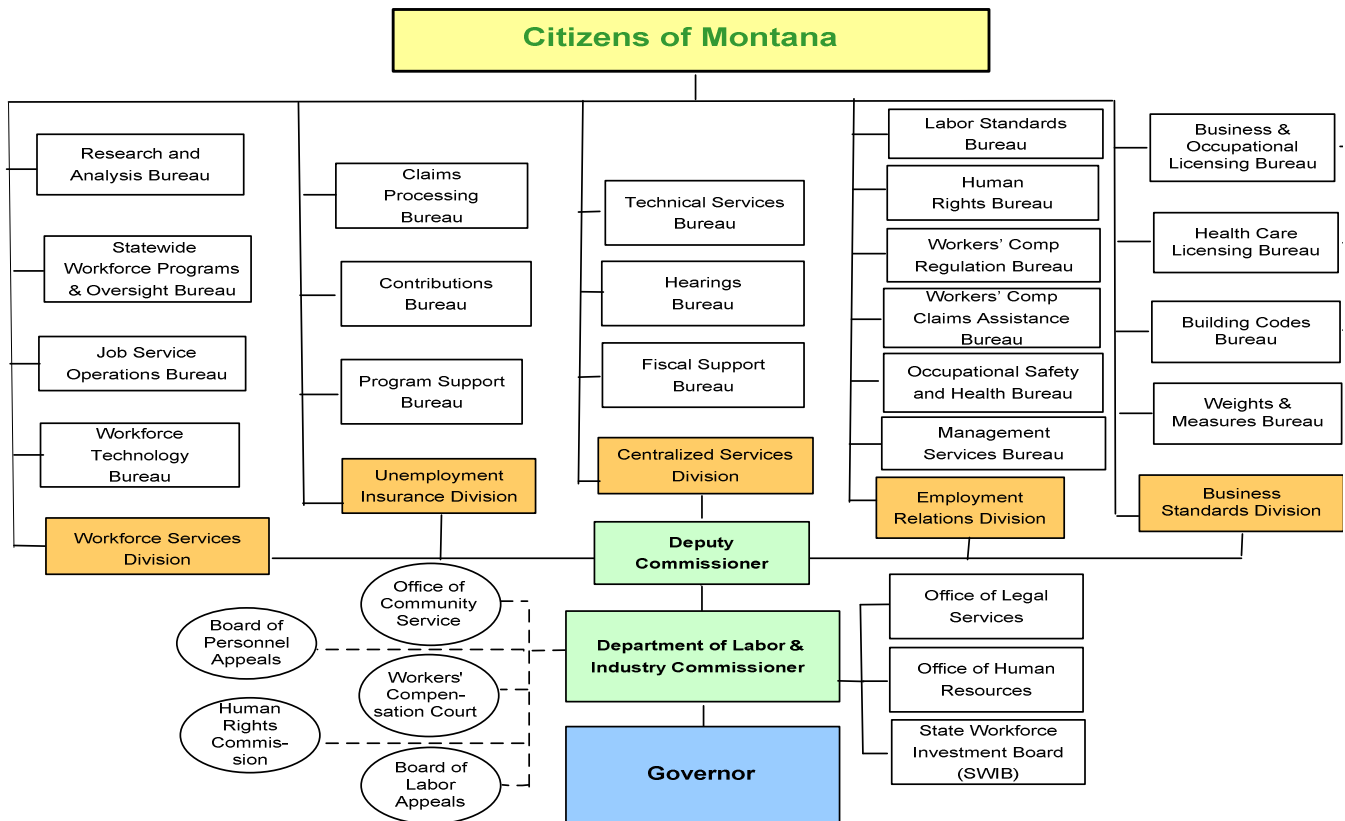 Citizens of Montana
Research and
Analysis Bureau
Statewide
Workforce Programs
& Oversight Bureau
Job Service
Operations Bureau
Workforce
Technology
Bureau
Workforce Services
Division
Claims
Processing
Bureau
Contributions
Bureau
Program Support
Bureau
Unemployment
Insurance Division
Technical Services
Bureau
Hearings
Bureau
Fiscal Support
Bureau
Centralized Services
Division
Labor Standards
Bureau
Human
Rights Bureau
Workers’ Comp
Regulation Bureau
Workers’ Comp
Claims Assistance
Bureau
Occupational Safety
and Health Bureau
Management
Services Bureau
Employment
Relations Division
Business &
Occupational
Licensing Bureau
Health Care
Licensing Bureau
Building Codes
Bureau
Weights &
Measures Bureau
Business
Standards Division
Deputy
Commissioner
Office of
Community
Service
Board of
Personnel
Appeals
Workers'
Compen-
sation Court
Human
Rights
Commis-
sion
Board of
Labor
Appeals
Department of Labor &
Industry Commissioner
Office of Legal
Services
Office of Human
Resources
State Workforce
Investment Board
(SWIB)
Governor